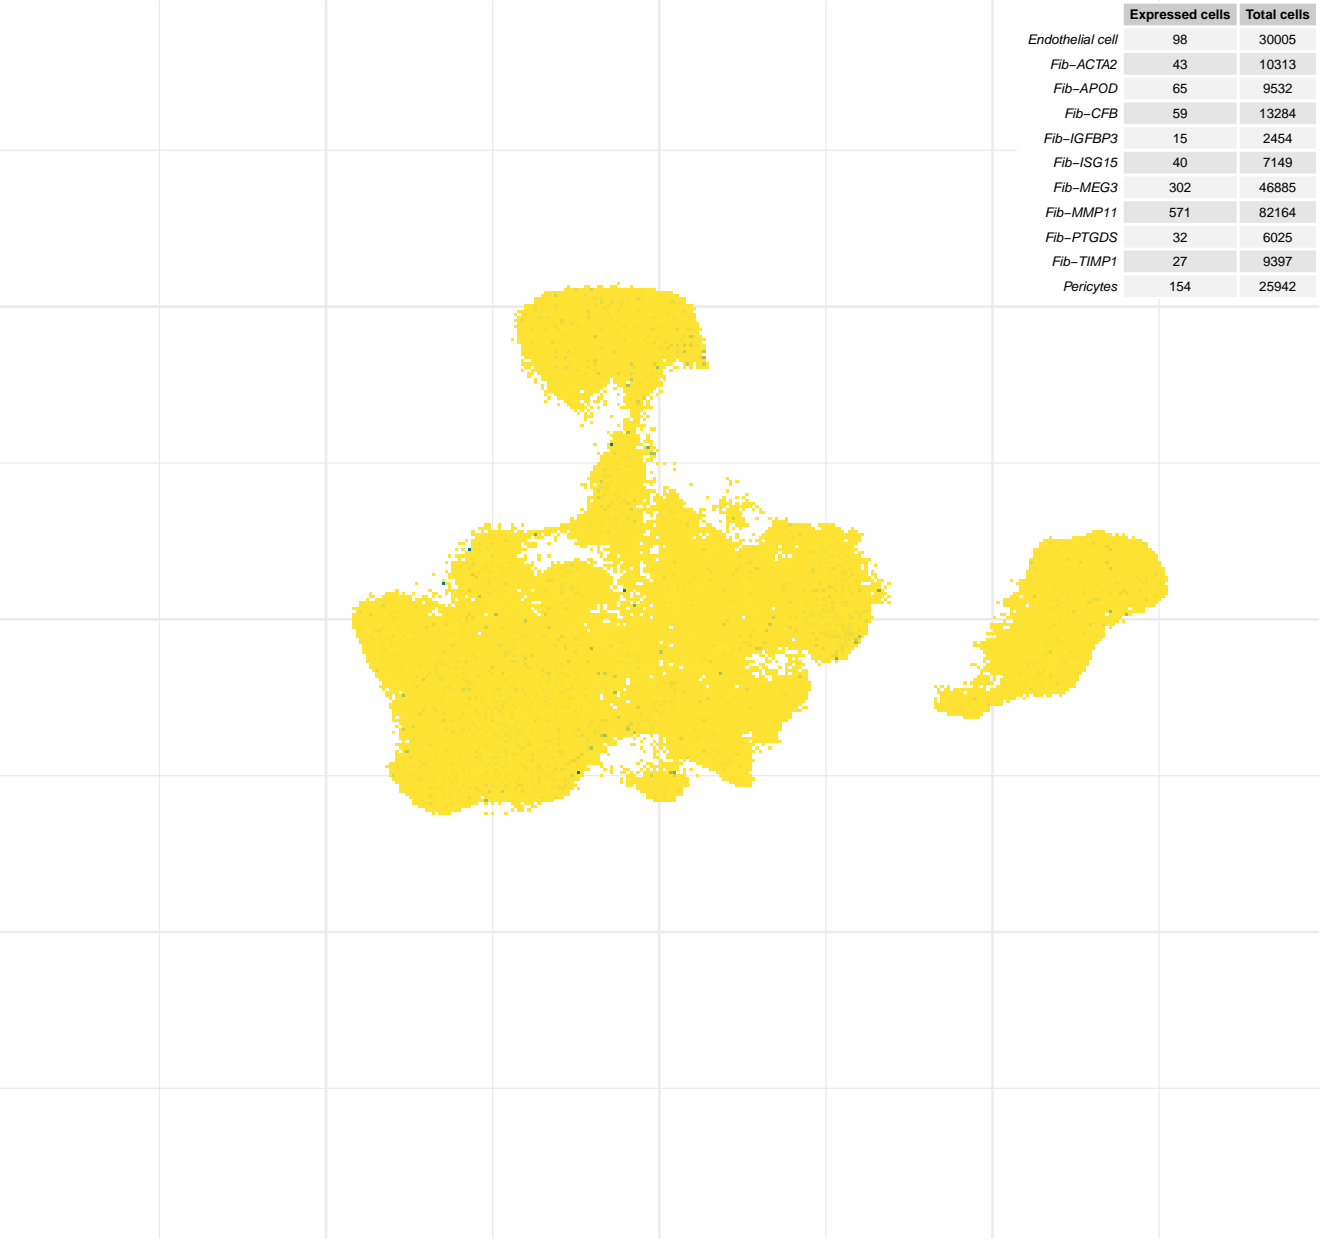 Expressed cells Total cells
Endothelial cell 98 30005
Fib−ACTA2 43 10313
Fib−APOD 65 9532
Fib−CFB 59 13284
Fib−IGFBP3 15 2454
Fib−ISG15 40 7149
Fib−MEG3 302 46885
Fib−MMP11 571 82164
Fib−PTGDS 32 6025
Fib−TIMP1 27 9397
Pericytes 154 25942